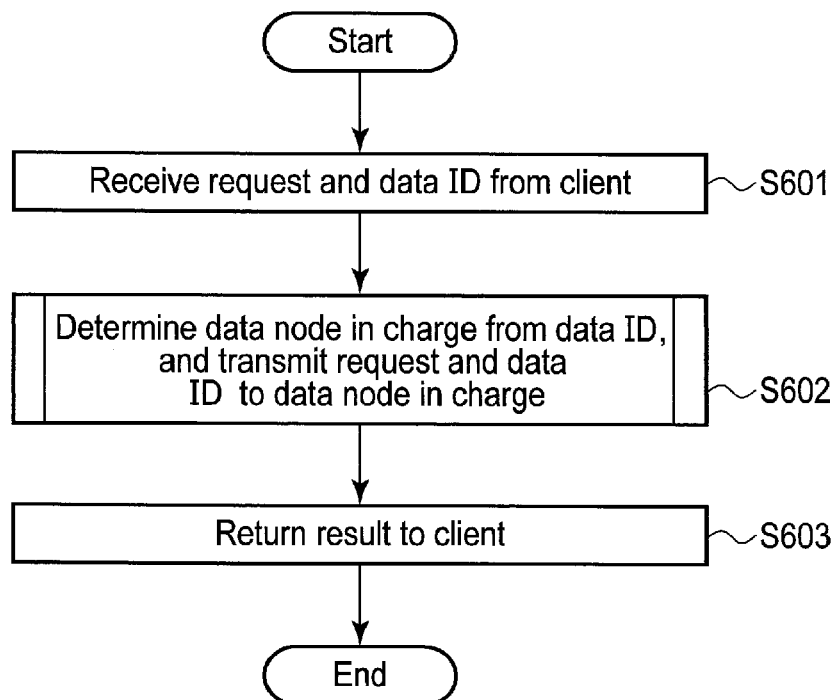 Start
Receive request and data ID from client
S601
Determine data node in charge from data ID,
and transmit request and data
ID to data node in charge
S602
Return result to client
S603
End